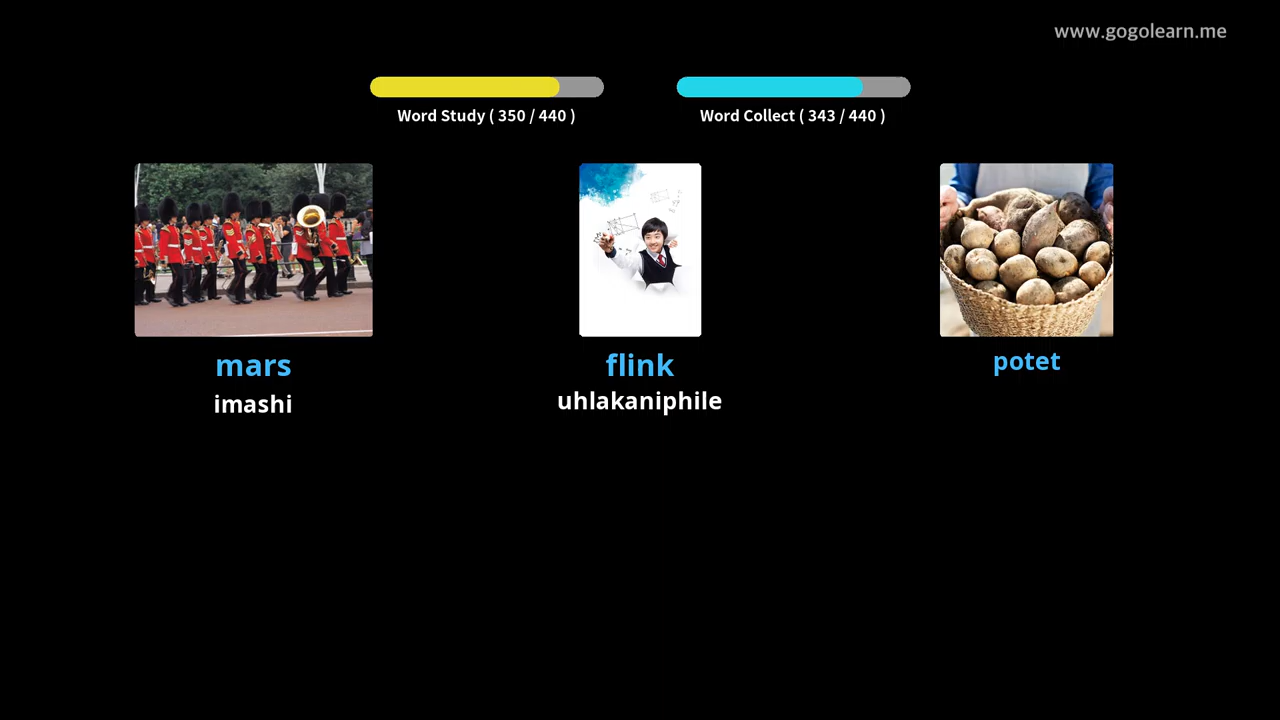 www.gogolearn.me
Word Study ( 350 / 440 )
Word Collect ( 343 / 440 )
mars
imashi
flink
uhlakaniphile
potet